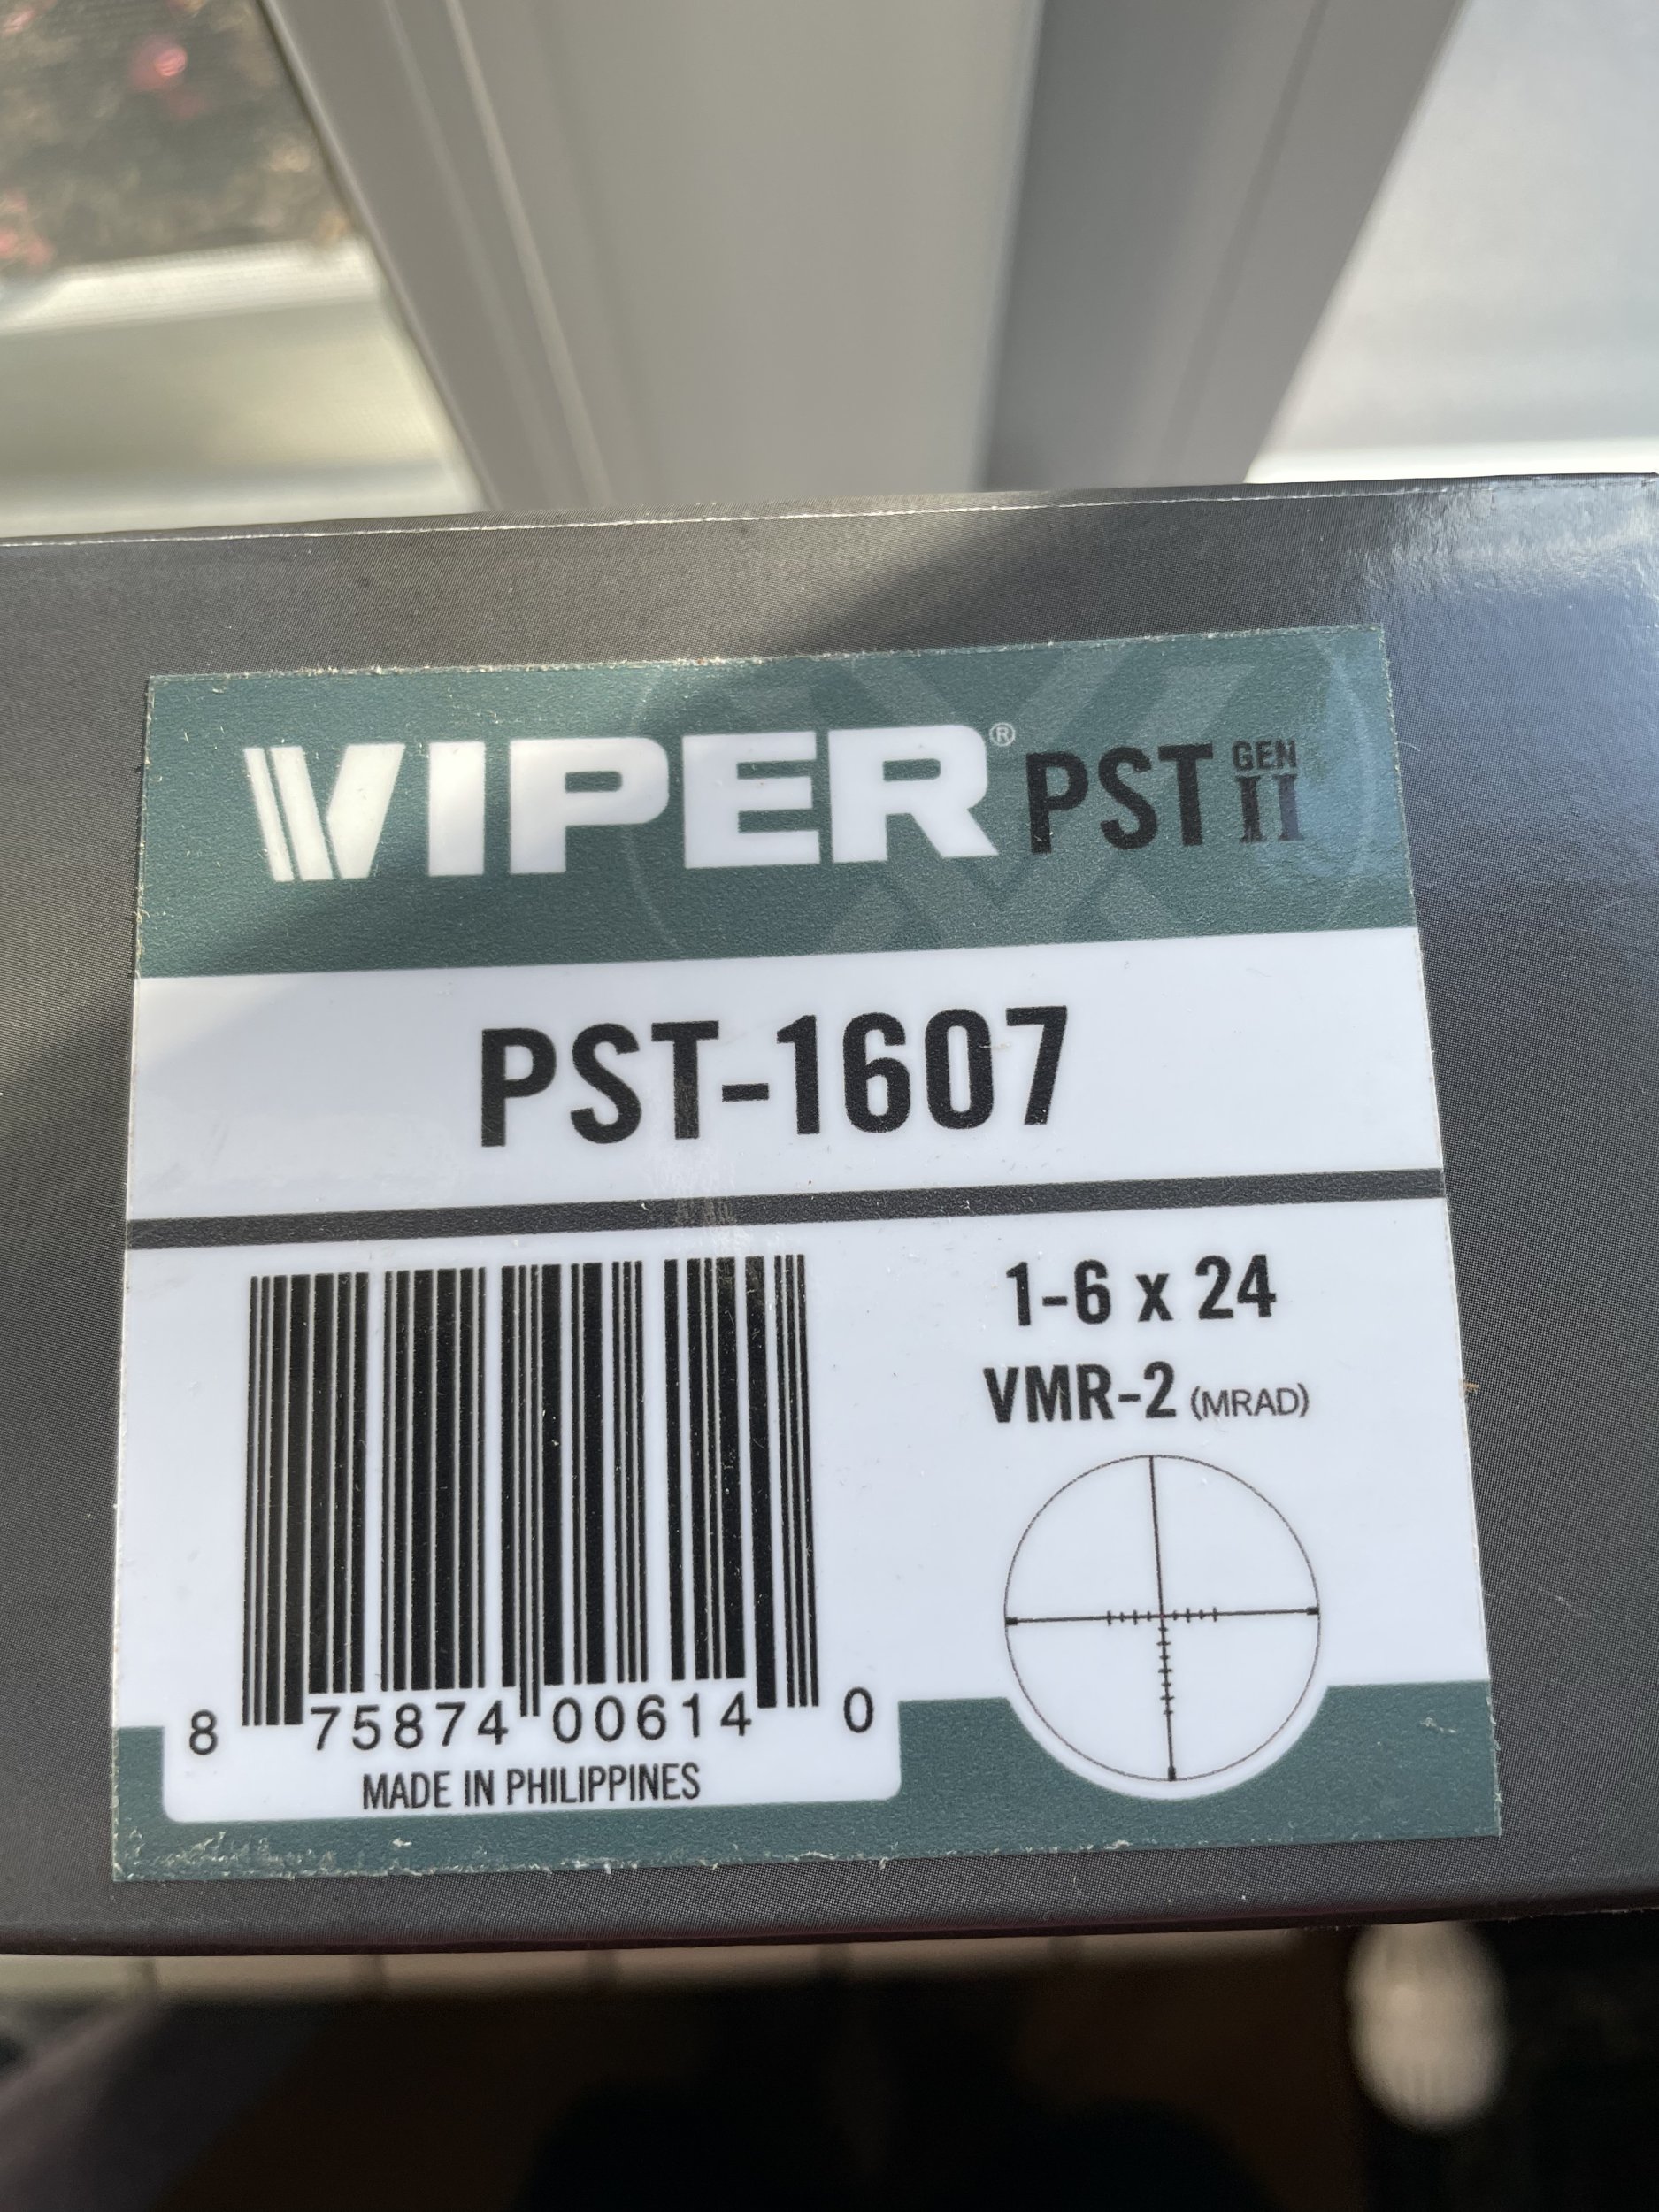 VIPER® PST GEN II
PST-1607
1-6 x 24
VMR-2 (MRAD)
8 75874 00614 0
MADE IN PHILIPPINES